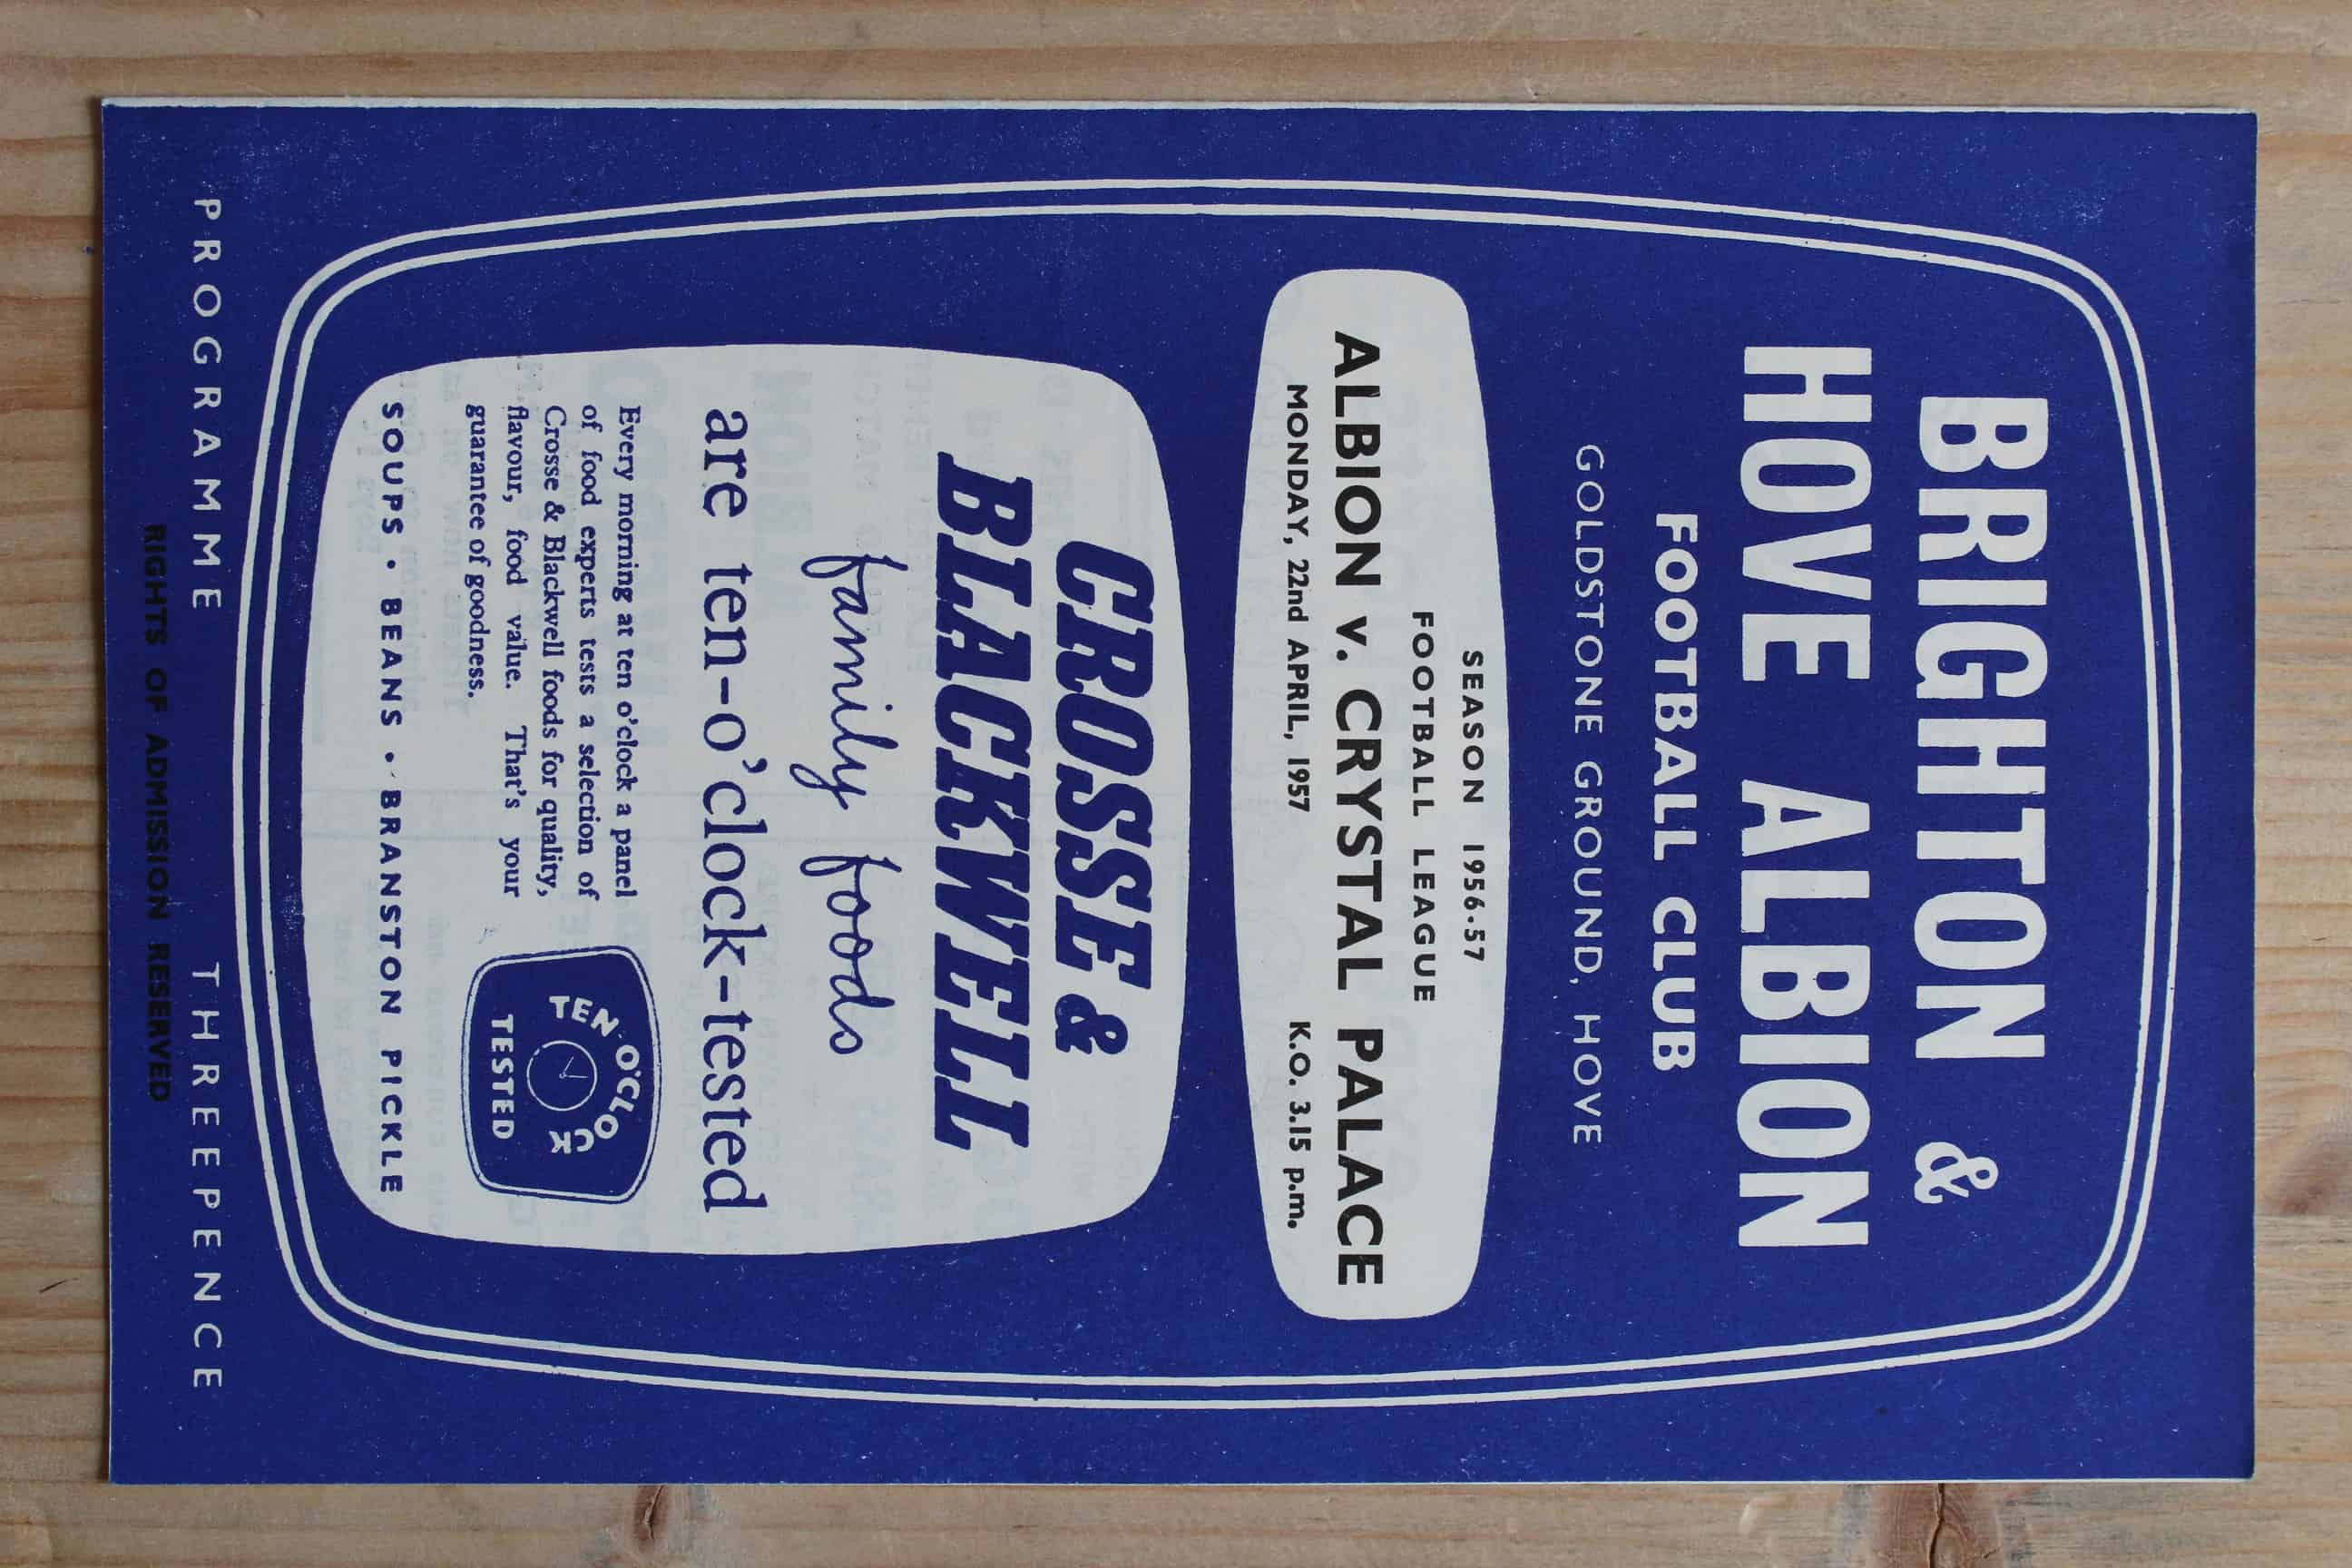 BRIGHTON &
HOVE ALBION
FOOTBALL CLUB
GOLDSTONE GROUND, HOVE
SEASON 1956-57
FOOTBALL LEAGUE
ALBION v. CRYSTAL PALACE
MONDAY, 22nd APRIL, 1957 K.O. 3.15 p.m.
CROSSE &
BLACKWELL
family foods
are ten-o'clock-tested
Every morning at ten o'clock a panel
of food experts tests a selection of
Crosse & Blackwell foods for quality,
flavour, food value. That's your
guarantee of goodness.
TEN O'CLOCK
TESTED
SOUPS • BEANS • BRANSTON PICKLE
PROGRAMME THREEPENCE
RIGHTS OF ADMISSION RESERVED